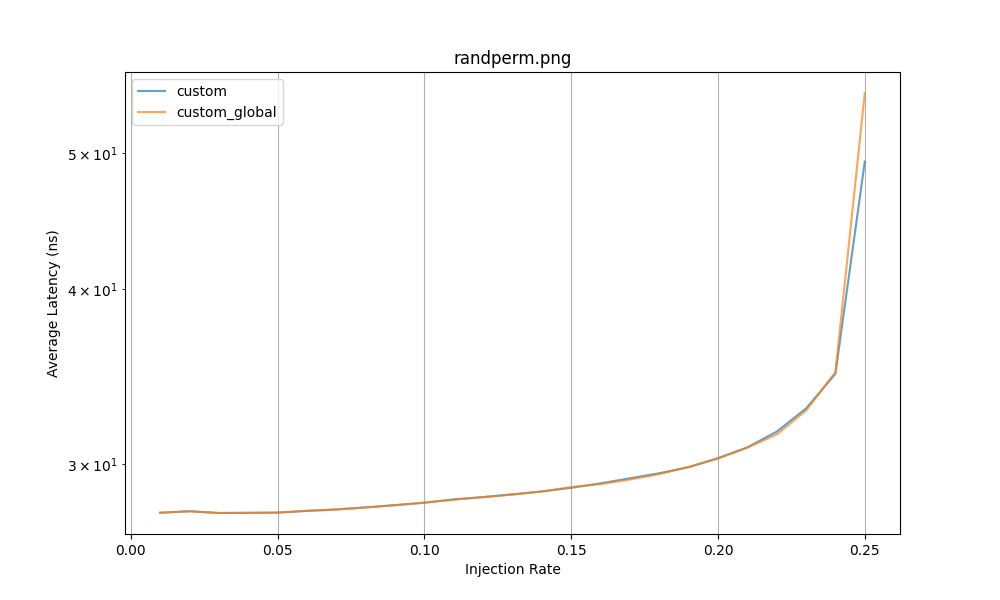 randperm.png
custom
custom_global
5 × 10¹
4 × 10¹
3 × 10¹
Average Latency (ns)
0.00 0.05 0.10 0.15 0.20 0.25
Injection Rate